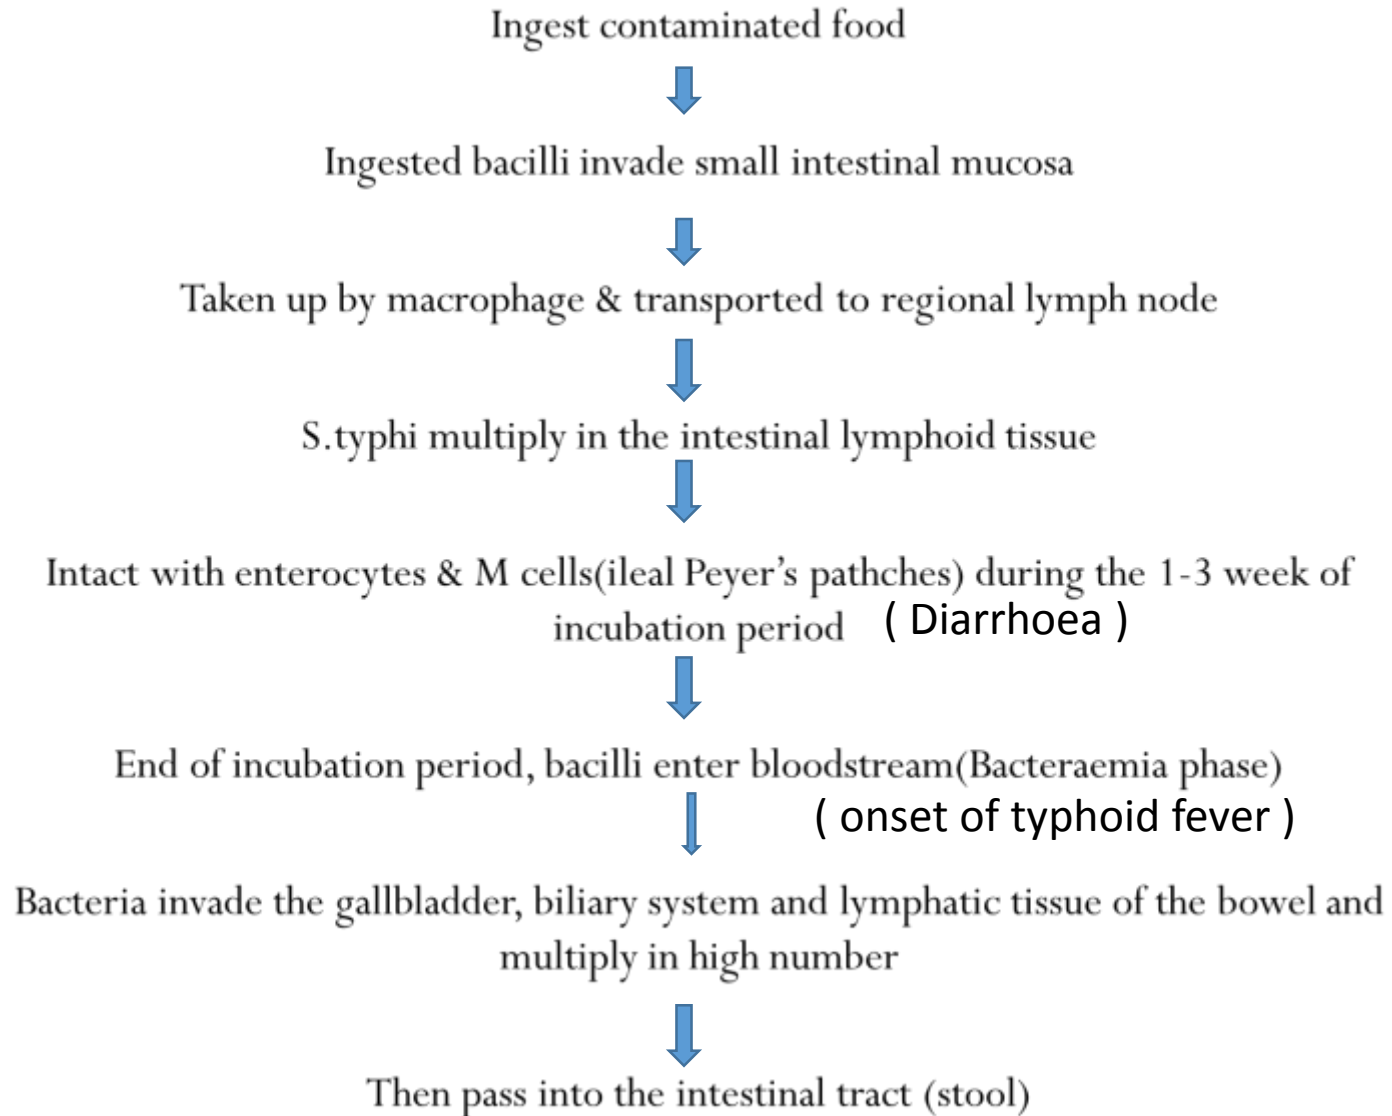 Ingest contaminated food
Ingested bacilli invade small intestinal mucosa
Taken up by macrophage & transported to regional lymph node
S.typhi multiply in the intestinal lymphoid tissue
Intact with enterocytes & M cells(ileal Peyer's pathches) during the 1-3 week of
incubation period ( Diarrhoea )
End of incubation period, bacilli enter bloodstream(Bacteraemia phase)
( onset of typhoid fever )
Bacteria invade the gallbladder, biliary system and lymphatic tissue of the bowel and
multiply in high number
Then pass into the intestinal tract (stool)